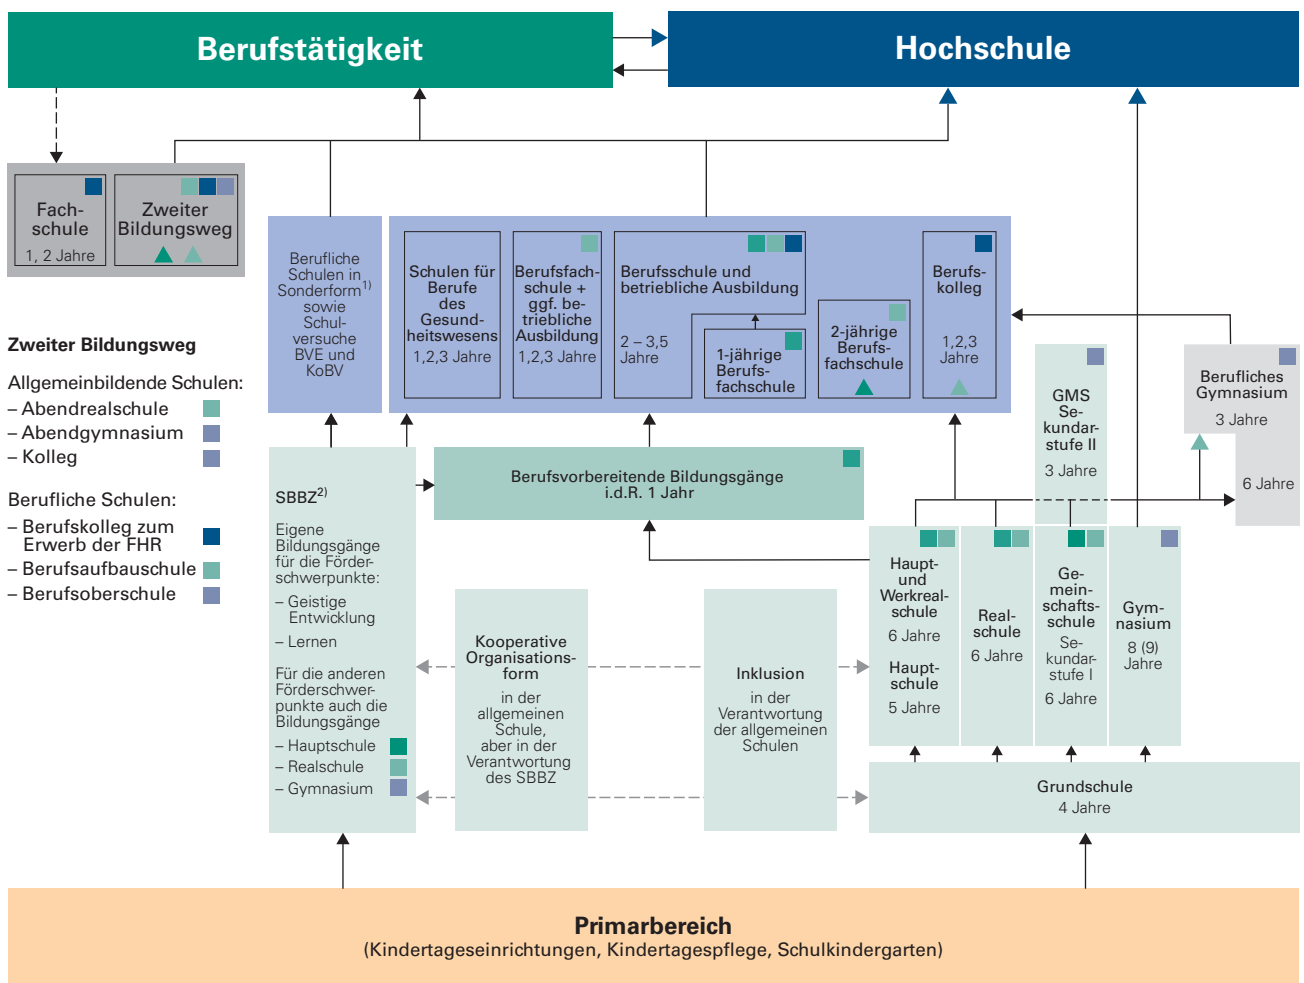 Berufstätigkeit
Hochschule
Fach-
schule
1, 2 Jahre
Zweiter
Bildungsweg
Zweiter Bildungsweg
Allgemeinbildende Schulen:
– Abendrealschule
– Abendgymnasium
– Kolleg
Berufliche Schulen:
– Berufskolleg zum
Erwerb der FHR
– Berufsaufbauschule
– Berufsoberschule
Berufliche
Schulen in
Sonderform1)
sowie
Schul-
versuche
BVE und
KoBV
Schulen für
Berufe
des
Gesund-
heitswesens
1,2,3 Jahre
Berufsfach-
schule +
ggf. be-
triebliche
Ausbildung
1,2,3 Jahre
Berufsschule und
betriebliche Ausbildung
2 – 3,5
Jahre
1-jährige
Berufs-
fachschule
2-jährige
Berufs-
fachschule
Berufs-
kolleg
1,2,3
Jahre
GMS
Se-
kundar-
stufe II
3 Jahre
Berufliches
Gymnasium
3 Jahre
6 Jahre
Berufsvorbereitende Bildungsgänge
i.d.R. 1 Jahr
SBBZ2)
Eigene
Bildungsgänge
für die Förder-
schwerpunkte:
– Geistige
Entwicklung
– Lernen
Für die anderen
Förderschwer-
punkte auch die
Bildungsgänge
– Hauptschule
– Realschule
– Gymnasium
Kooperative
Organisations-
form
in der
allgemeinen
Schule,
aber in der
Verantwortung
des SBBZ
Inklusion
in der
Verantwortung
der allgemeinen
Schulen
Haupt-
und
Werkreal-
schule
6 Jahre
Haupt-
schule
5 Jahre
Real-
schule
6 Jahre
Ge-
meinschafts-
schule
Se-
kundar-
stufe I
6 Jahre
Gym-
nasium
8 (9)
Jahre
Grundschule
4 Jahre
Primarbereich
(Kindertageseinrichtungen, Kindertagespflege, Schulkindergarten)